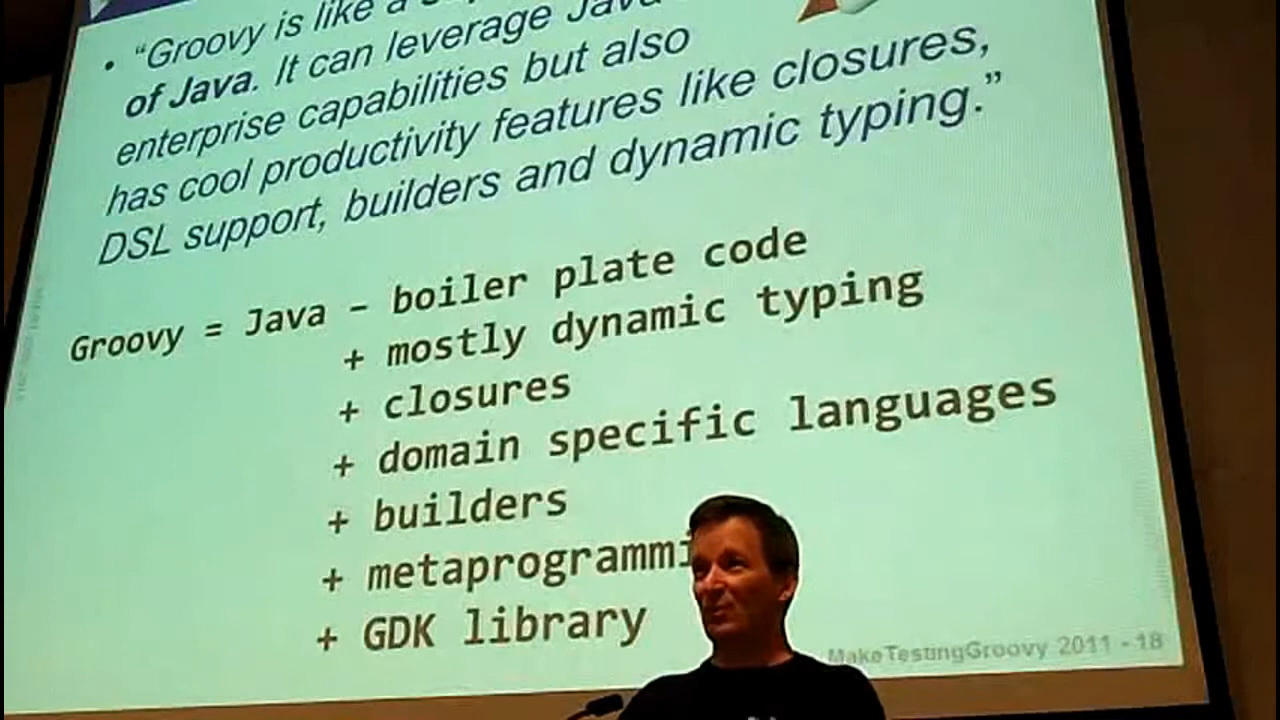 • “Groovy is like a
of Java. It can leverage Java
enterprise capabilities but also
has cool productivity features like closures,
DSL support, builders and dynamic typing.”
Groovy = Java – boiler plate code
+ mostly dynamic typing
+ closures
+ domain specific languages
+ builders
+ metaprogrammi
+ GDK library
MakeTestingGroovy 2011 - 18